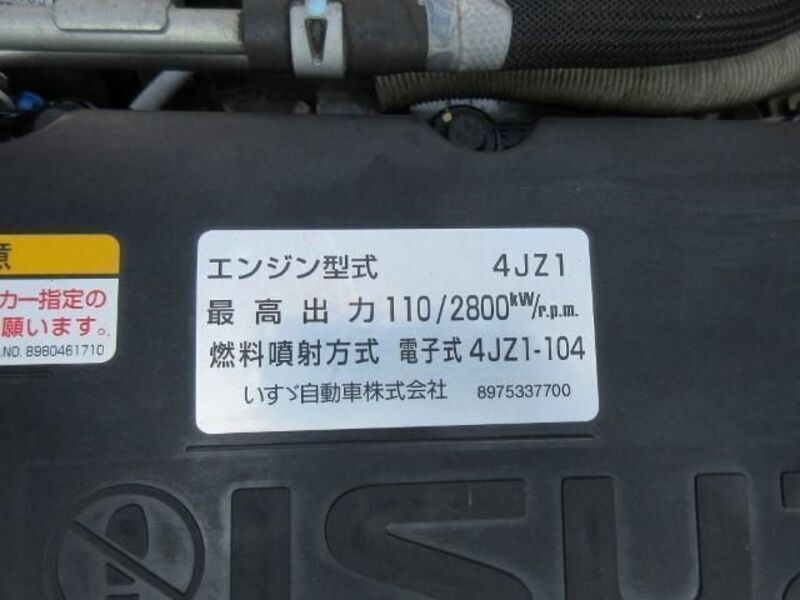 意
カー指定の
願います。
.NO. 8980461710
エンジン型式 4JZ1
最高出力 110/2800kW/r.p.m.
燃料噴射方式 電子式 4JZ1-104
いすゞ自動車株式会社 8975337700
ISUZ